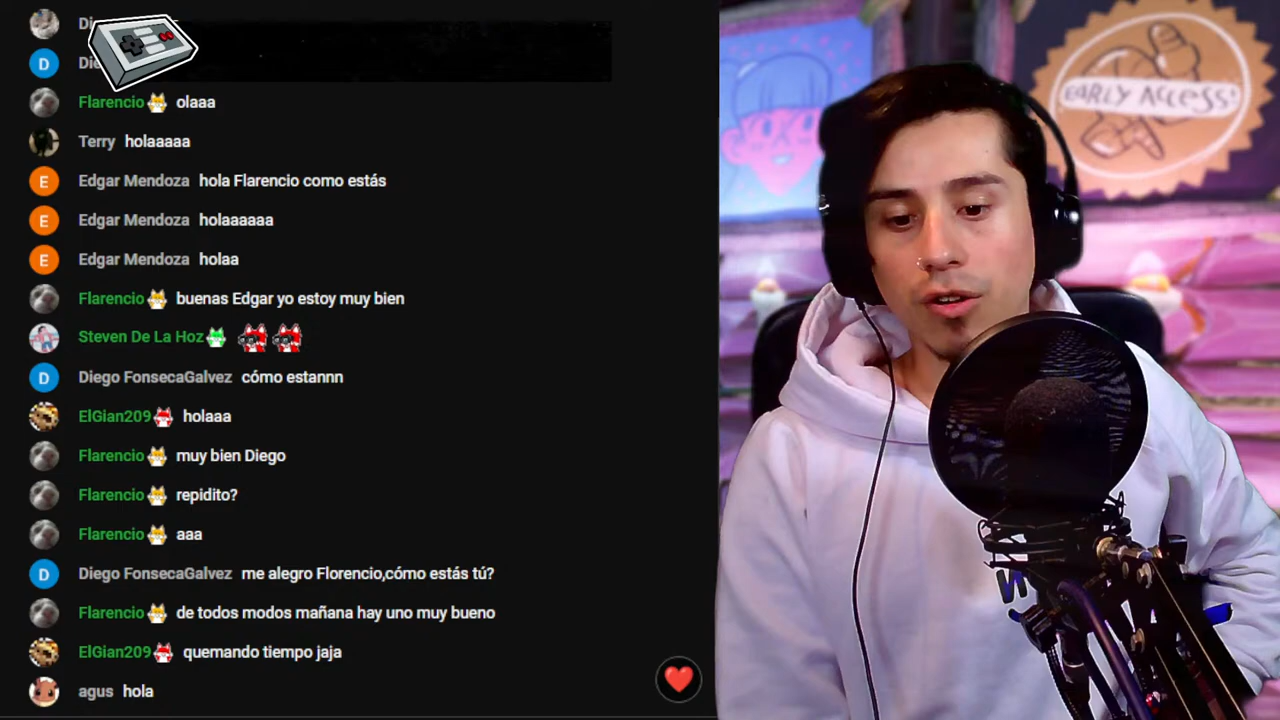 Di
D
Die
Flarencio olaaa
Terry holaaaaa
E
Edgar Mendoza hola Flarencio como estás
E
Edgar Mendoza holaaaaaa
E
Edgar Mendoza holaa
Flarencio buenas Edgar yo estoy muy bien
Steven De La Hoz
D
Diego FonsecaGalvez cómo estannn
ElGian209 holaaa
Flarencio muy bien Diego
Flarencio repidito?
Flarencio aaa
D
Diego FonsecaGalvez me alegro Florencio,cómo estás tú?
Flarencio de todos modos mañana hay uno muy bueno
ElGian209 quemando tiempo jaja
agus hola
EARLY ACCESS!